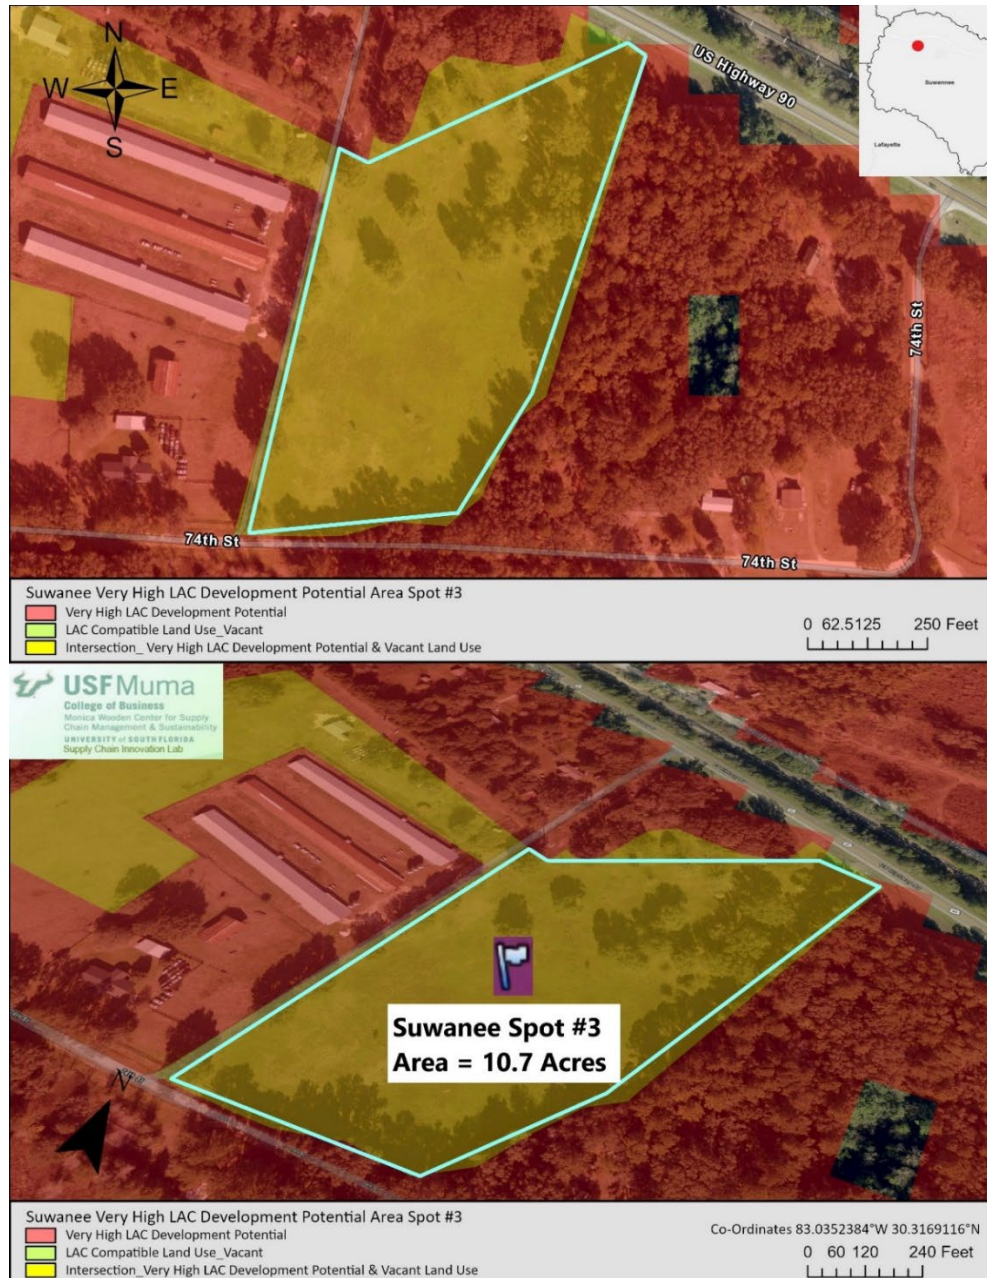 N
W E
S
US Highway 90
Suwannee
Lafayette
74th St
74th St
74th St
Suwanee Very High LAC Development Potential Area Spot #3
Very High LAC Development Potential
LAC Compatible Land Use_Vacant
Intersection_ Very High LAC Development Potential & Vacant Land Use
0 62.5125 250 Feet
USF Muma
College of Business
Monica Wooden Center for Supply
Chain Management & Sustainability
UNIVERSITY of SOUTH FLORIDA
Supply Chain Innovation Lab
Suwanee Spot #3
Area = 10.7 Acres
N
Suwanee Very High LAC Development Potential Area Spot #3
Very High LAC Development Potential
LAC Compatible Land Use_Vacant
Intersection_Very High LAC Development Potential & Vacant Land Use
Co-Ordinates 83.0352384°W 30.3169116°N
0 60 120 240 Feet